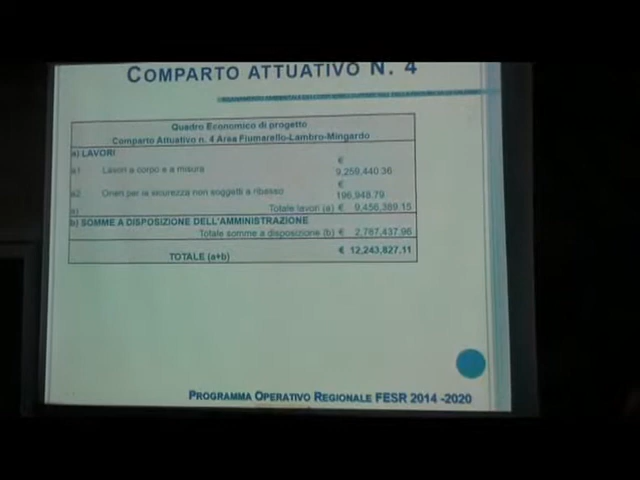 COMPARTO ATTUATIVO N. 4
Quadro Economico di progetto
Comparto Attuativo n. 4 Area Fiumarello-Lambro-Mingardo
a) LAVORI
a1 Lavori a corpo e a misura € 9,259,440.36
a2 Oneri per la sicurezza non soggetti a ribasso € 196,948.79
a) Totale lavori (a) € 9,456,389.15
b) SOMME A DISPOSIZIONE DELL'AMMINISTRAZIONE
Totale somme a disposizione (b) € 2,787,437.96
TOTALE (a+b) € 12,243,827.11
PROGRAMMA OPERATIVO REGIONALE FESR 2014 -2020